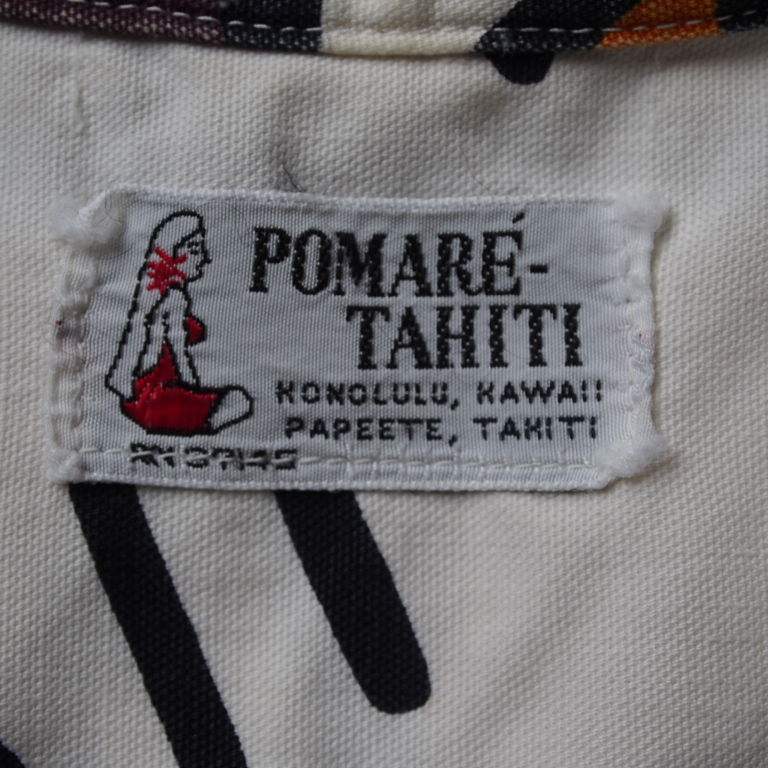 POMARÉ-
TAHITI
HONOLULU, HAWAII
PAPEETE, TAHITI